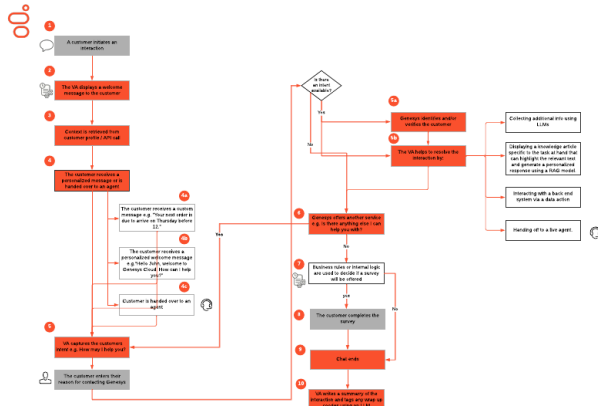 1
A customer initiates an
interaction
2
The VA displays a welcome
message to the customer
3
Context is retrieved from
customer profile / API call
4
The customer receives a
personalized message or is
handed over to an agent
4a
The customer receives a custom
message e.g. "Your next order is
due to arrive on Thursday before
12."
4b
The customer receives a
personalized welcome message
e.g."Hello John, welcome to
Genesys Cloud. How can I help
you?"
4c
Customer is handed over to an
agent
5
VA captures the customers
intent e.g. How may I help you?
The customer enters their
reason for contacting Genesys
Is there
an intent
available?
Yes
No
5a
Genesys identifies and/or
verifies the customer
5b
The VA helps to resolve the
interaction by:
Collecting additional info using
LLMs
Displaying a knowledge article
specific to the task at hand that
can highlight the relevant text
and generate a personalized
response using a RAG model
Interacting with a back end
system via a data action
Handing off to a live agent.
6
Genesys offers another service
e.g. Is there anything else I can
help you with?
Yes
No
7
Business rules or internal logic
are used to decide if a survey
will be offered
yes
No
8
The customer completes the
survey
9
Chat ends
10
VA writes a summary of the
interaction and tags any wrap up